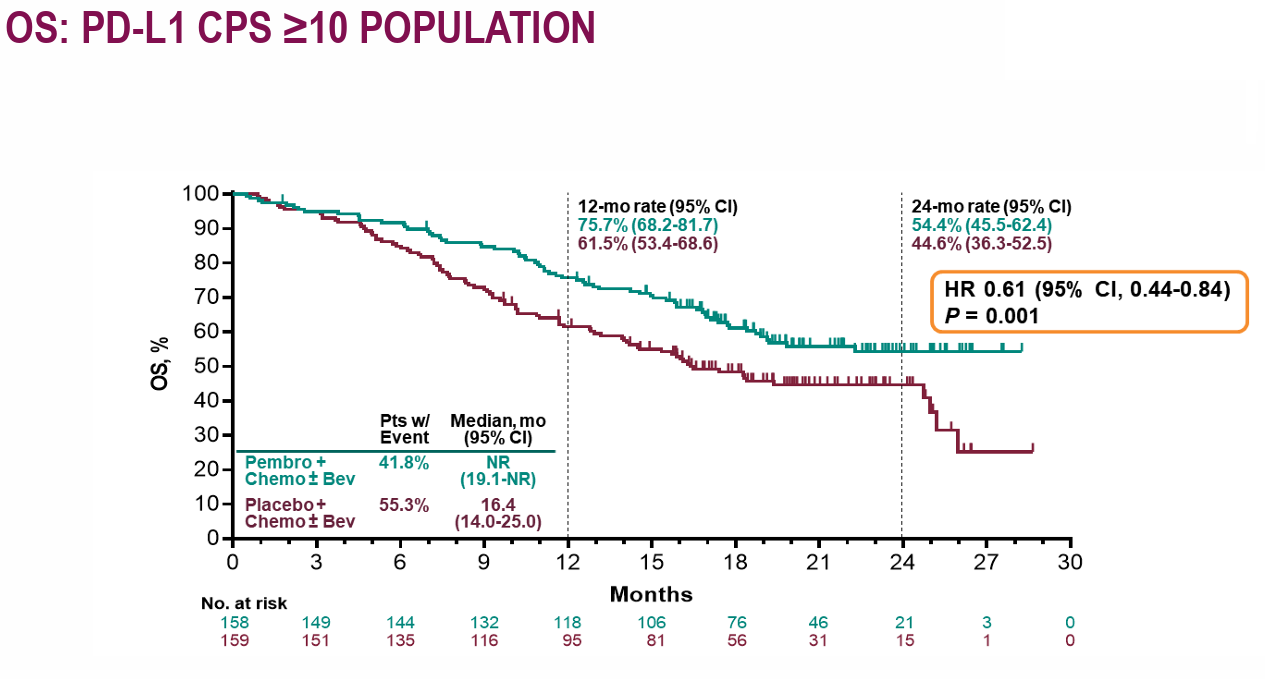 OS: PD-L1 CPS ≥10 POPULATION
100
90
80
70
60
50
40
30
20
10
0
OS, %
12-mo rate (95% CI)
75.7% (68.2-81.7)
61.5% (53.4-68.6)
24-mo rate (95% CI)
54.4% (45.5-62.4)
44.6% (36.3-52.5)
HR 0.61 (95% CI, 0.44-0.84)
P = 0.001
Pts w/ Event
Median, mo (95% CI)
Pembro + Chemo ± Bev
41.8%
NR (19.1-NR)
Placebo + Chemo ± Bev
55.3%
16.4 (14.0-25.0)
0 3 6 9 12 15 18 21 24 27 30
Months
No. at risk
158 149 144 132 118 106 76 46 21 3 0
159 151 135 116 95 81 56 31 15 1 0